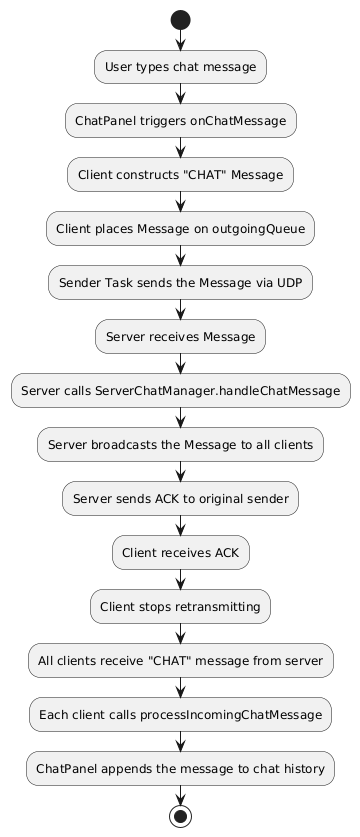 User types chat message
ChatPanel triggers onChatMessage
Client constructs "CHAT" Message
Client places Message on outgoingQueue
Sender Task sends the Message via UDP
Server receives Message
Server calls ServerChatManager.handleChatMessage
Server broadcasts the Message to all clients
Server sends ACK to original sender
Client receives ACK
Client stops retransmitting
All clients receive "CHAT" message from server
Each client calls processIncomingChatMessage
ChatPanel appends the message to chat history